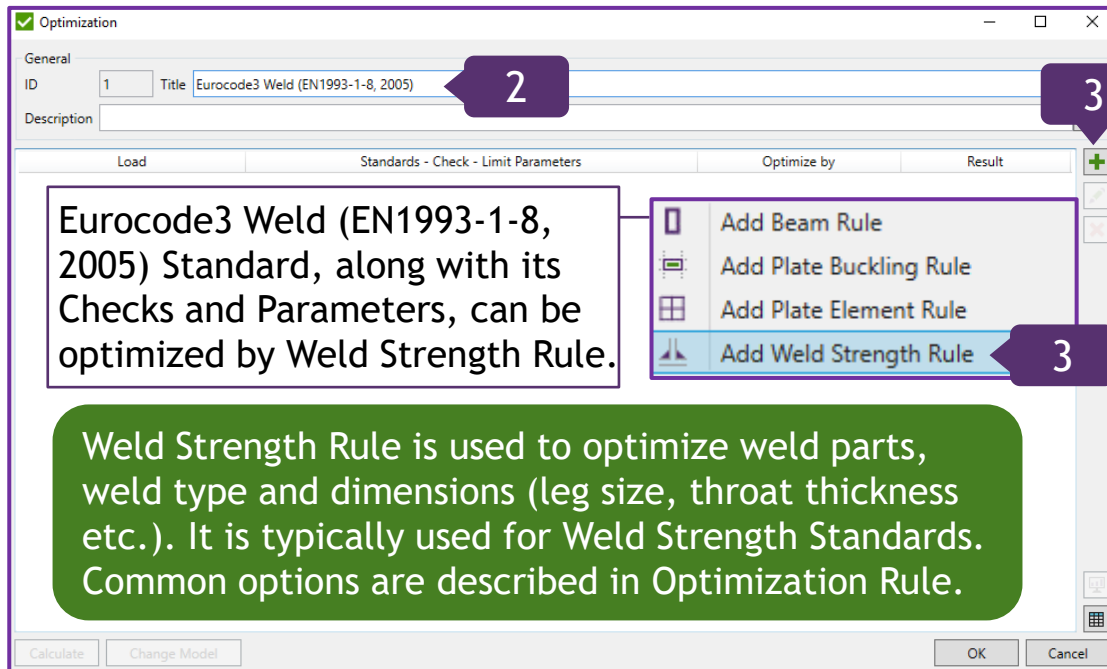 Optimization
General
ID 1 Title Eurocode3 Weld (EN1993-1-8, 2005) 2
3
Description
Load Standards - Check - Limit Parameters Optimize by Result
Eurocode3 Weld (EN1993-1-8,
2005) Standard, along with its
Checks and Parameters, can be
optimized by Weld Strength Rule.
Add Beam Rule
Add Plate Buckling Rule
Add Plate Element Rule
Add Weld Strength Rule 3
Weld Strength Rule is used to optimize weld parts,
weld type and dimensions (leg size, throat thickness
etc.). It is typically used for Weld Strength Standards.
Common options are described in Optimization Rule.
Calculate Change Model OK Cancel